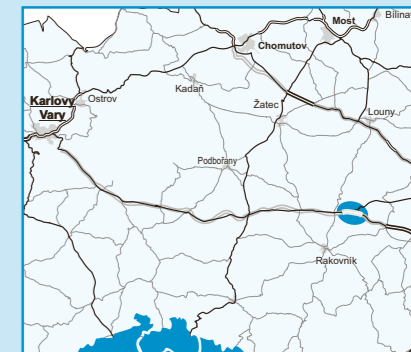 Most
Bílina
Chomutov
Kadaň
Karlovy
Vary
Ostrov
Žatec
Louny
Podbořany
Rakovník